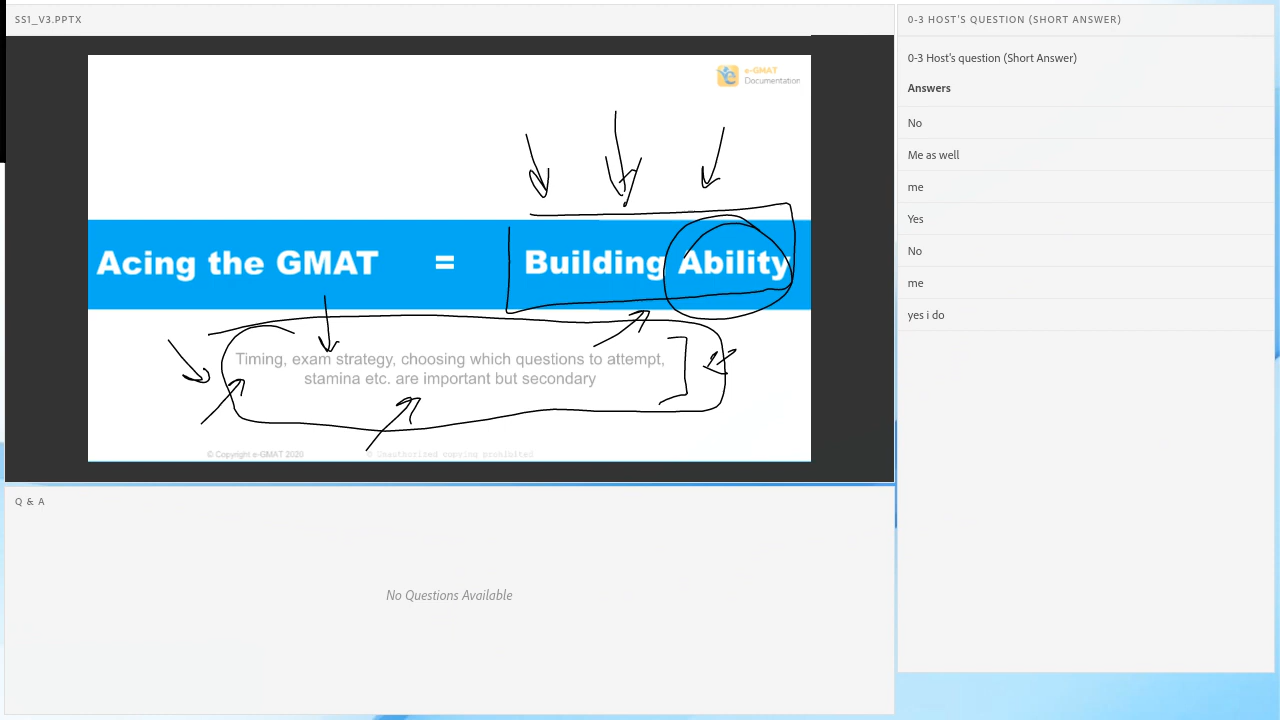 SS1_V3.PPTX
e-GMAT
Documentation
Acing the GMAT = Building Ability
Timing, exam strategy, choosing which questions to attempt,
stamina etc. are important but secondary
© Copyright e-GMAT 2020
© Unauthorized copying prohibited
Q & A
No Questions Available
0-3 HOST'S QUESTION (SHORT ANSWER)
0-3 Host's question (Short Answer)
Answers
No
Me as well
me
Yes
No
me
yes i do